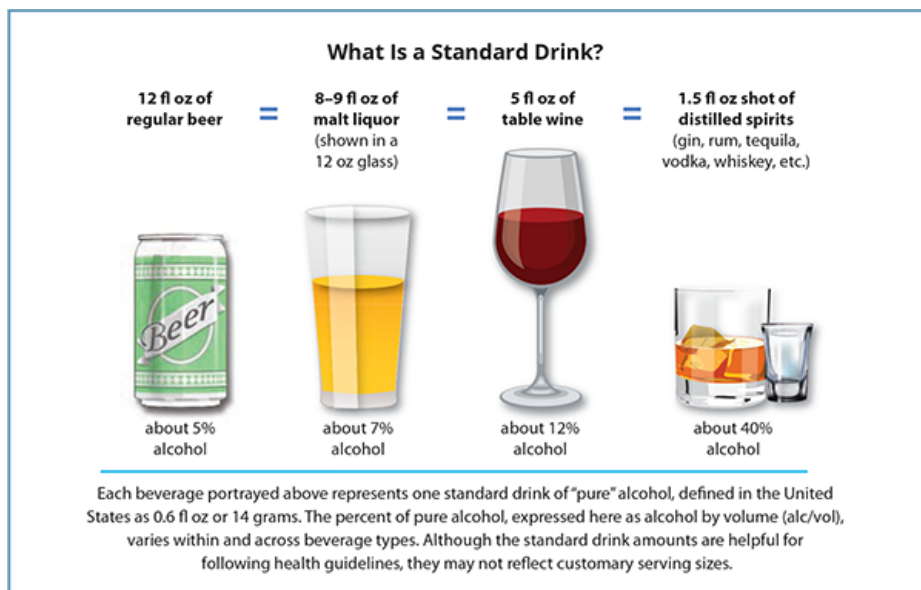 What Is a Standard Drink?
12 fl oz of
regular beer
=
8–9 fl oz of
malt liquor
(shown in a
12 oz glass)
=
5 fl oz of
table wine
=
1.5 fl oz shot of
distilled spirits
(gin, rum, tequila,
vodka, whiskey, etc.)
Beer
about 5%
alcohol
about 7%
alcohol
about 12%
alcohol
about 40%
alcohol
Each beverage portrayed above represents one standard drink of “pure” alcohol, defined in the United
States as 0.6 fl oz or 14 grams. The percent of pure alcohol, expressed here as alcohol by volume (alc/vol),
varies within and across beverage types. Although the standard drink amounts are helpful for
following health guidelines, they may not reflect customary serving sizes.